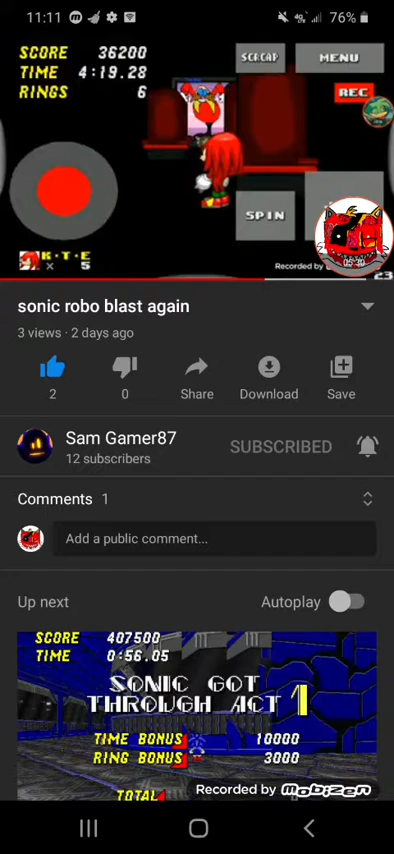 11:11
76%
SCORE 36200
TIME 4:19.28
RINGS 6
SCRCAP
MENU
REC
SPIN
K·T·E
× 5
05:30
Recorded by
23
sonic robo blast again
3 views · 2 days ago
2
0
Share
Download
Save
Sam Gamer87
12 subscribers
SUBSCRIBED
Comments 1
Add a public comment...
Up next
Autoplay
SCORE 407500
TIME 0:56.05
SONIC GOT
THROUGH ACT 1
TIME BONUS 10000
RING BONUS 3000
TOTAL
Recorded by mobizen